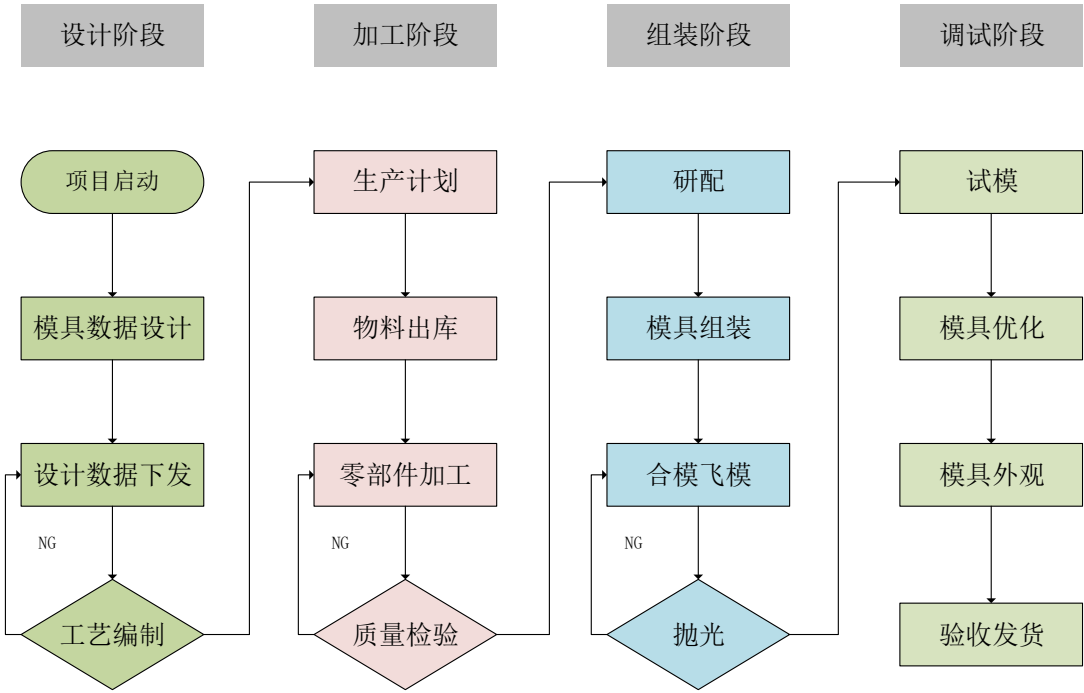 设计阶段
加工阶段
组装阶段
调试阶段
项目启动
生产计划
研配
试模
模具数据设计
物料出库
模具组装
模具优化
设计数据下发
零部件加工
合模飞模
模具外观
NG
NG
NG
工艺编制
质量检验
抛光
验收发货